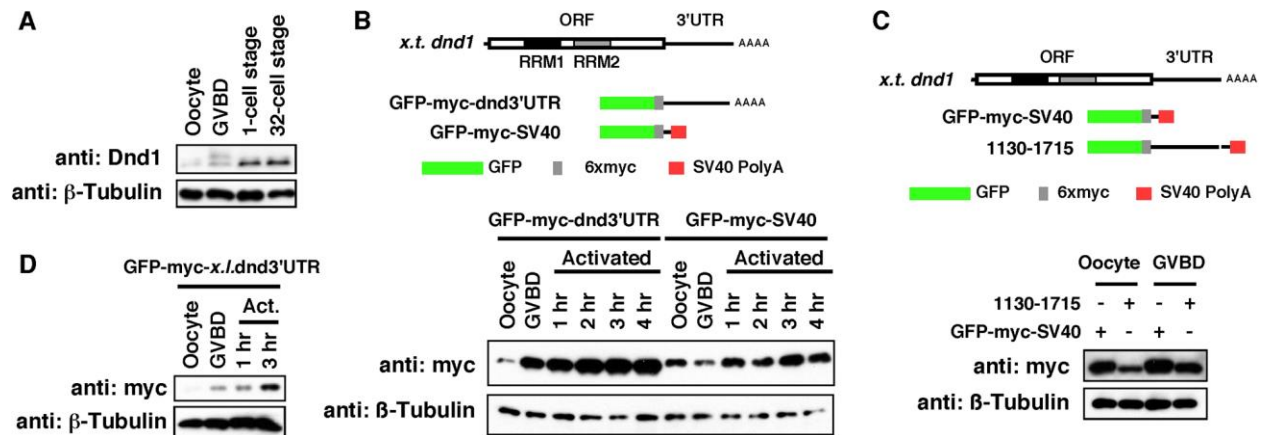 A
Oocyte
GVBD
1-cell stage
32-cell stage
anti: Dnd1
anti: β-Tubulin
B
ORF
3'UTR
x.t. dnd1
AAAA
RRM1
RRM2
GFP-myc-dnd3'UTR
AAAA
GFP-myc-SV40
GFP
6xmyc
SV40 PolyA
GFP-myc-dnd3'UTR
GFP-myc-SV40
Activated
Activated
Oocyte
GVBD
1 hr
2 hr
3 hr
4 hr
Oocyte
GVBD
1 hr
2 hr
3 hr
4 hr
anti: myc
anti: ß-Tubulin
C
ORF
3'UTR
x.t. dnd1
AAAA
GFP-myc-SV40
1130-1715
GFP
6xmyc
SV40 PolyA
Oocyte
GVBD
1130-1715 - + - +
GFP-myc-SV40 + - + -
anti: myc
anti: ß-Tubulin
D
GFP-myc-x.l.dnd3'UTR
Act.
Oocyte
GVBD
1 hr
3 hr
anti: myc
anti: β-Tubulin